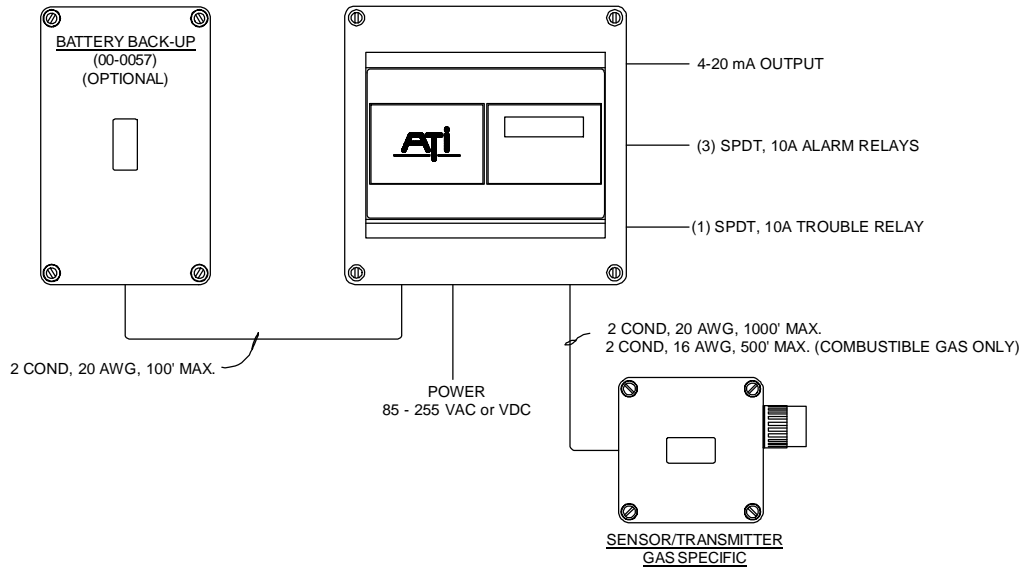 BATTERY BACK-UP
(00-0057)
(OPTIONAL)
ATi
4-20 mA OUTPUT
(3) SPDT, 10A ALARM RELAYS
(1) SPDT, 10A TROUBLE RELAY
2 COND, 20 AWG, 100' MAX.
POWER
85 - 255 VAC or VDC
2 COND, 20 AWG, 1000' MAX.
2 COND, 16 AWG, 500' MAX. (COMBUSTIBLE GAS ONLY)
SENSOR/TRANSMITTER
GAS SPECIFIC